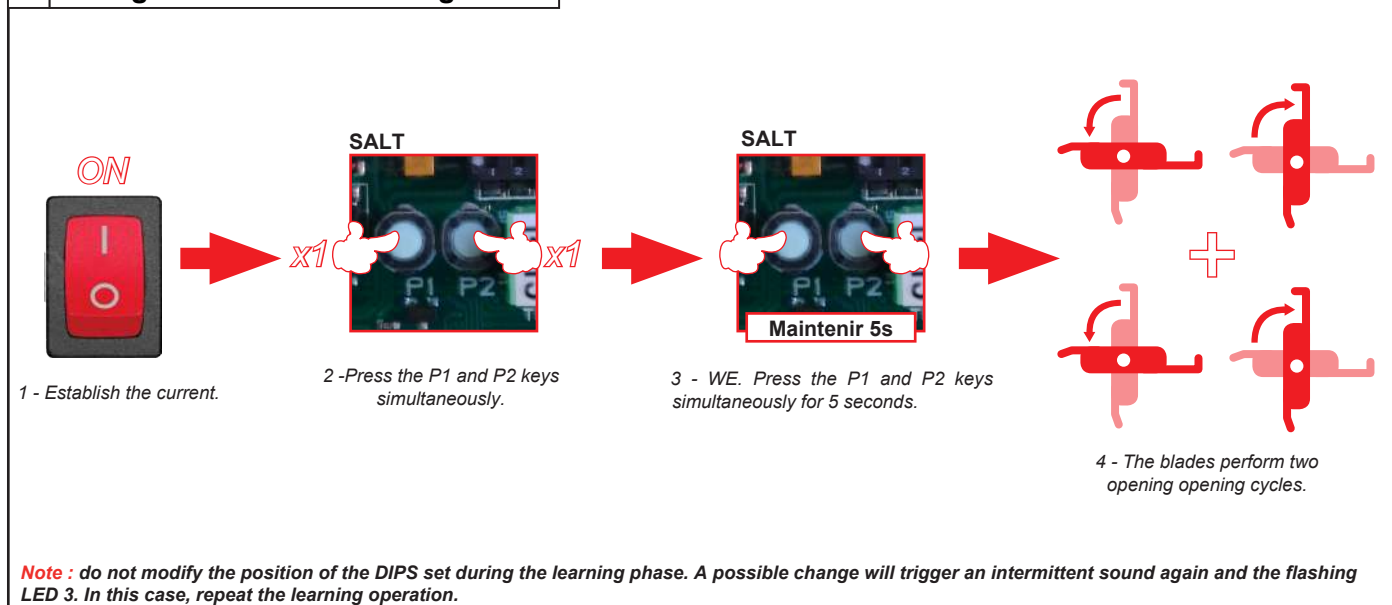 ON
SALT
SALT
x1
x1
P1 P2
P1 P2
Maintenir 5s
1 - Establish the current.
2 -Press the P1 and P2 keys
simultaneously.
3 - WE. Press the P1 and P2 keys
simultaneously for 5 seconds.
4 - The blades perform two
opening opening cycles.
Note : do not modify the position of the DIPS set during the learning phase. A possible change will trigger an intermittent sound again and the flashing
LED 3. In this case, repeat the learning operation.